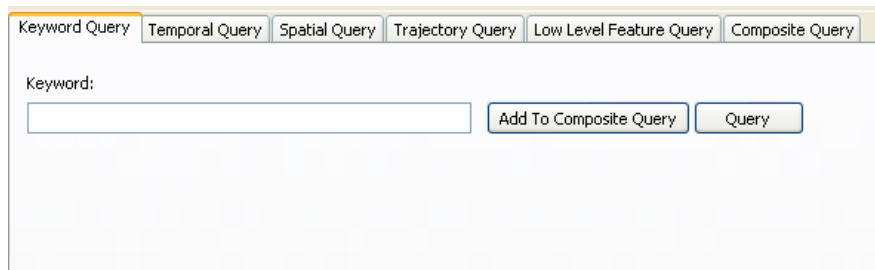 Keyword Query Temporal Query Spatial Query Trajectory Query Low Level Feature Query Composite Query
Keyword:
Add To Composite Query Query